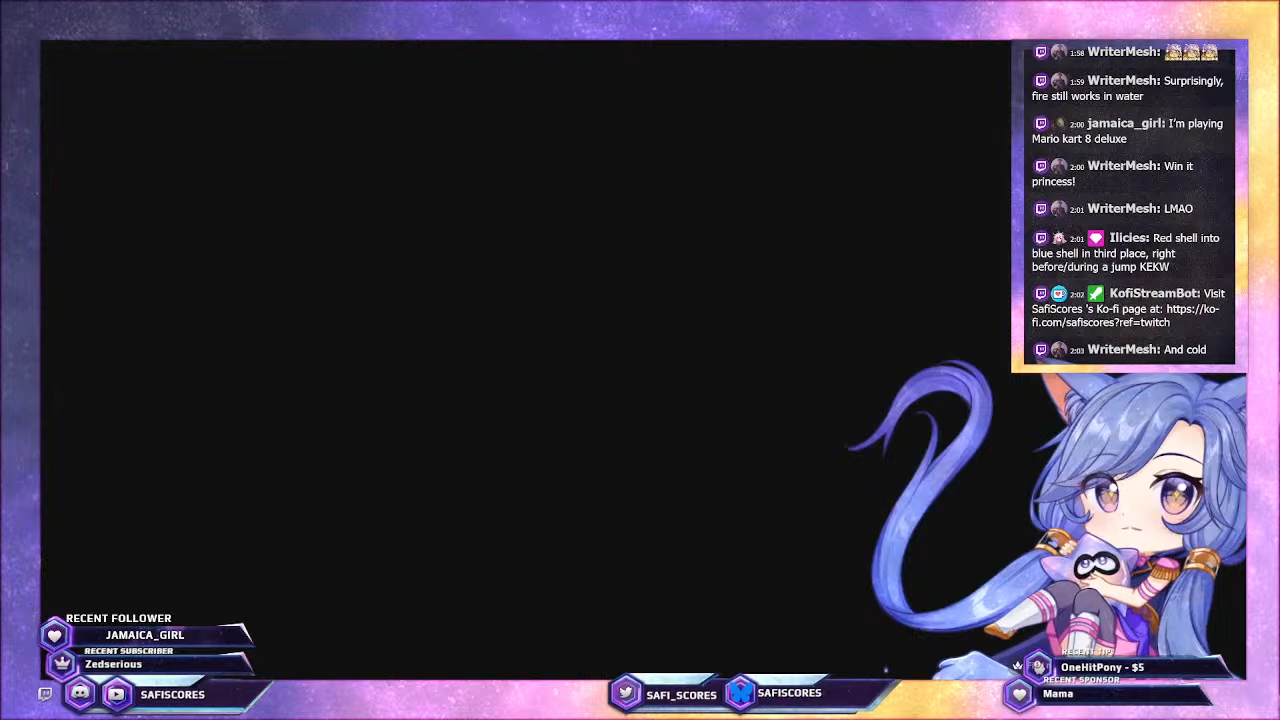 1:58 WriterMesh:
1:59 WriterMesh: Surprisingly,
fire still works in water
2:00 jamaica_girl: I'm playing
Mario kart 8 deluxe
2:00 WriterMesh: Win it
princess!
2:01 WriterMesh: LMAO
2:01 Ilicies: Red shell into
blue shell in third place, right
before/during a jump KEKW
2:02 KofiStreamBot: Visit
SafiScores 's Ko-fi page at: https://ko-
fi.com/safiscores?ref=twitch
2:03 WriterMesh: And cold
RECENT FOLLOWER
JAMAICA_GIRL
RECENT SUBSCRIBER
Zedserious
SAFISCORES
SAFI_SCORES
SAFISCORES
RECENT TIP:
OneHitPony - $5
RECENT SPONSOR
Mama